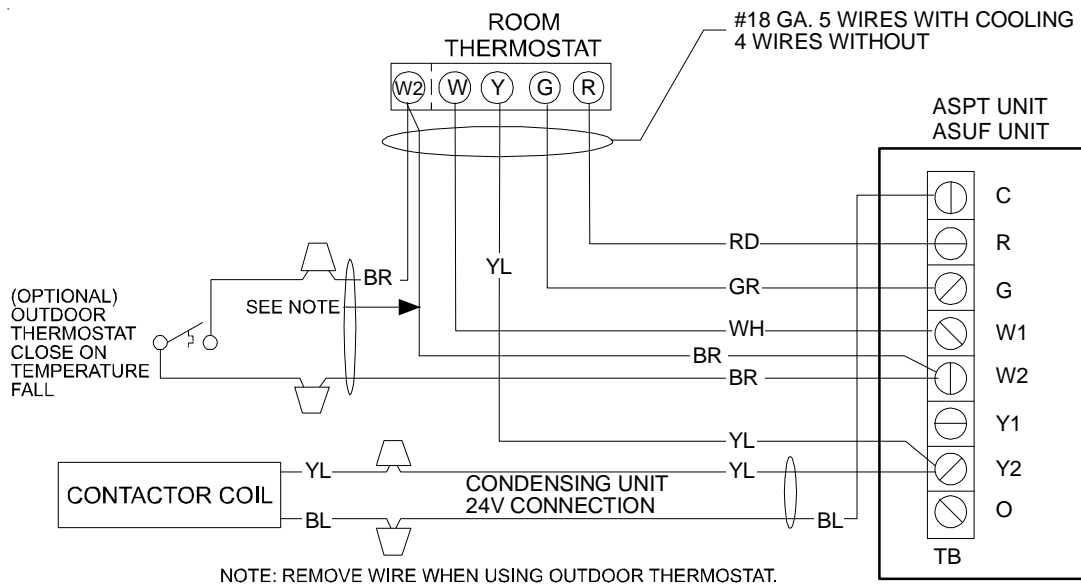 ROOM
THERMOSTAT
#18 GA. 5 WIRES WITH COOLING
4 WIRES WITHOUT
W2 W Y G R
ASPT UNIT
ASUF UNIT
C
RD R
YL
BR
GR G
(OPTIONAL)
OUTDOOR
THERMOSTAT
CLOSE ON
TEMPERATURE
FALL
SEE NOTE
WH W1
BR
BR W2
Y1
YL
CONTACTOR COIL
YL YL Y2
CONDENSING UNIT
24V CONNECTION
BL BL O
TB
NOTE: REMOVE WIRE WHEN USING OUTDOOR THERMOSTAT.